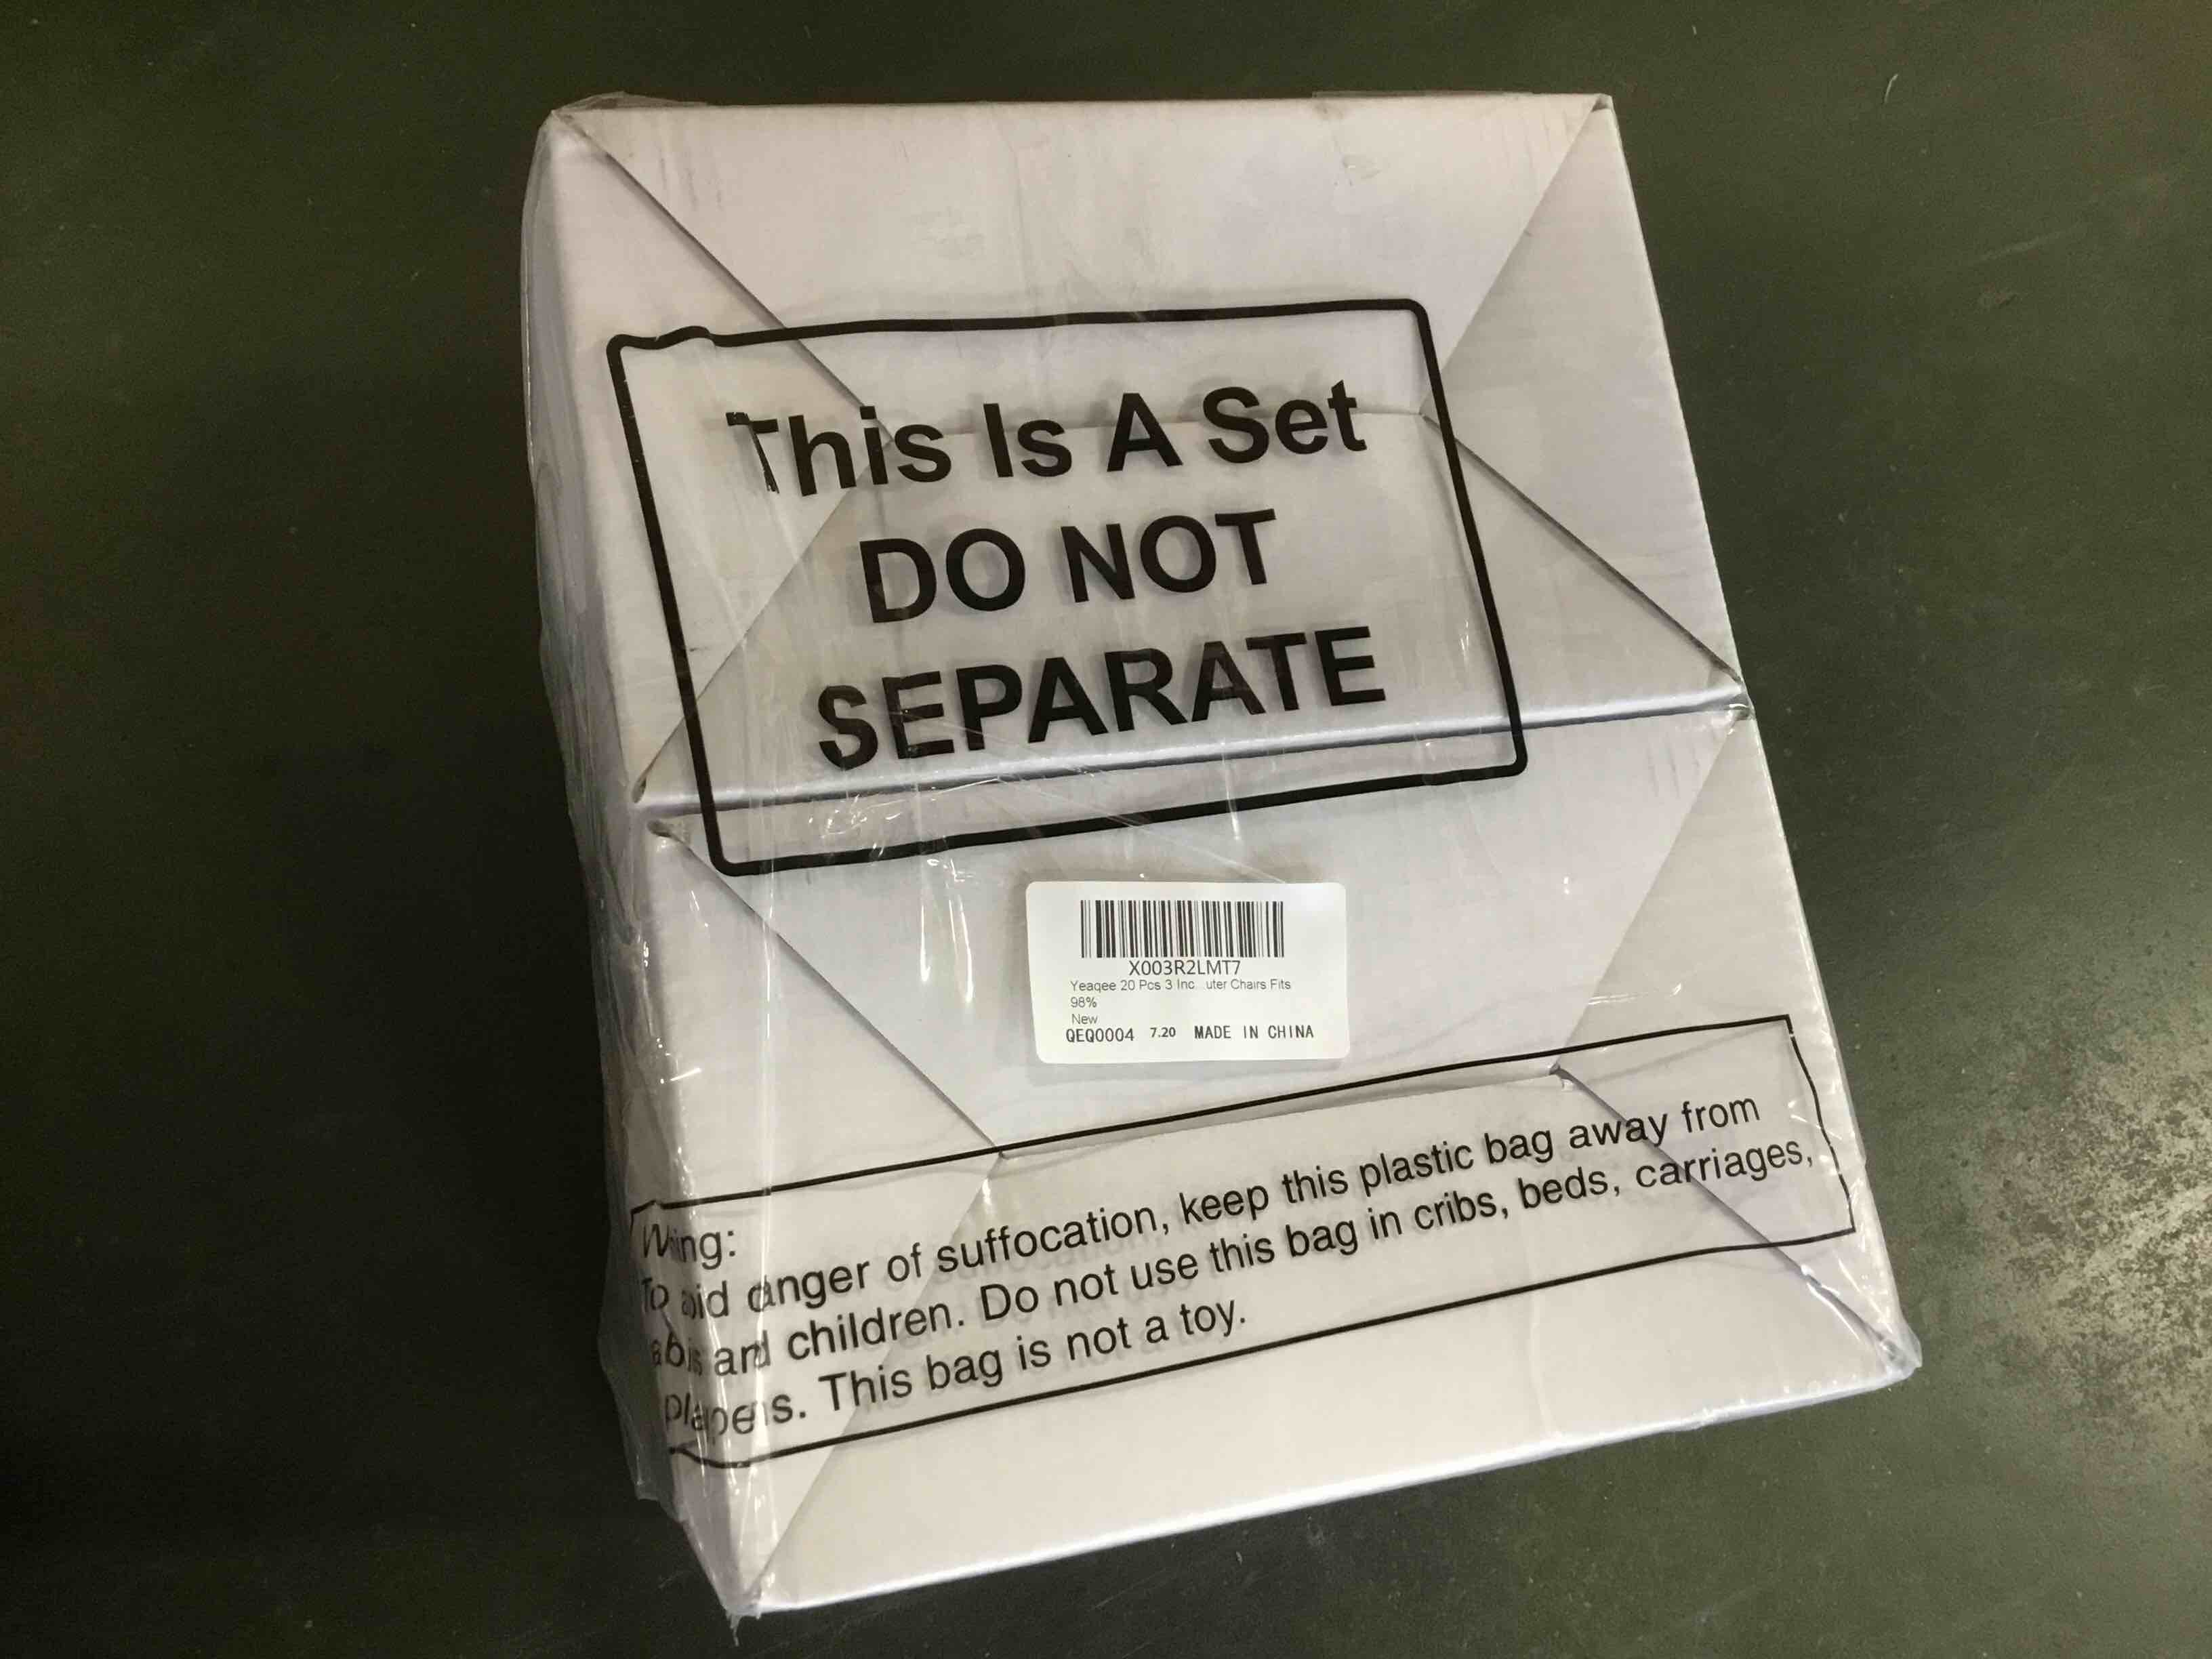 This Is A Set
DO NOT
SEPARATE
X003R2LMT7
Yeaqee 20 Pcs 3 Inc...uter Chairs Fits
98%
New
QEQ0004 7.20 MADE IN CHINA
danger of suffocation, keep this plastic bag away from
and children. Do not use this bag in cribs, beds, carriages,
This bag is not a toy.